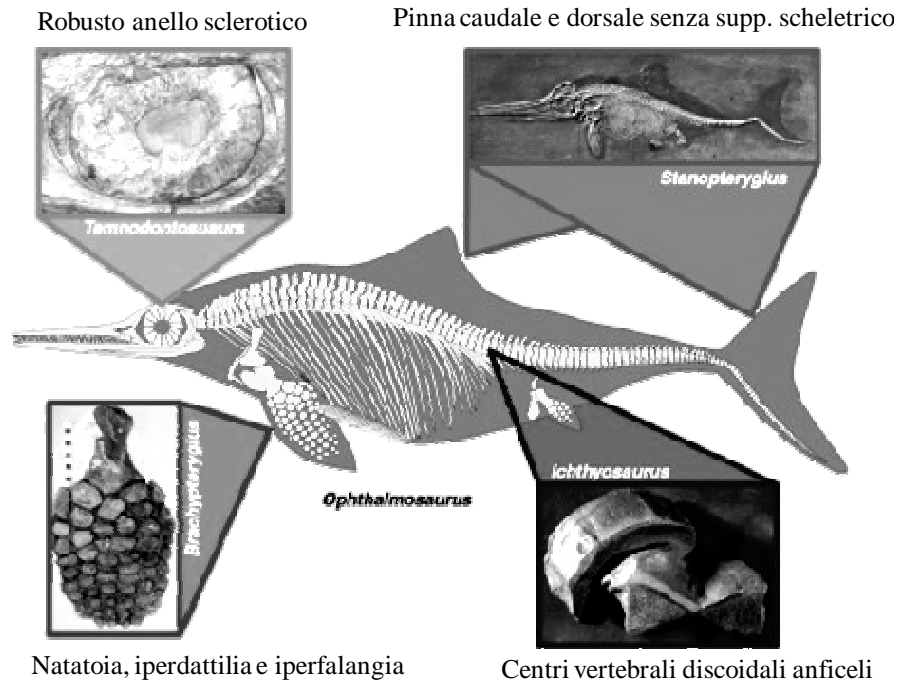 Robusto anello sclerotico
Pinna caudale e dorsale senza supp. scheletrico
Temnodontosaurs
Stenopterygius
Brachypterygius
Ophthalmosaurus
Ichthyosaurus
Natatoia, iperdattilia e iperfalangia
Centri vertebrali discoidali anficeli